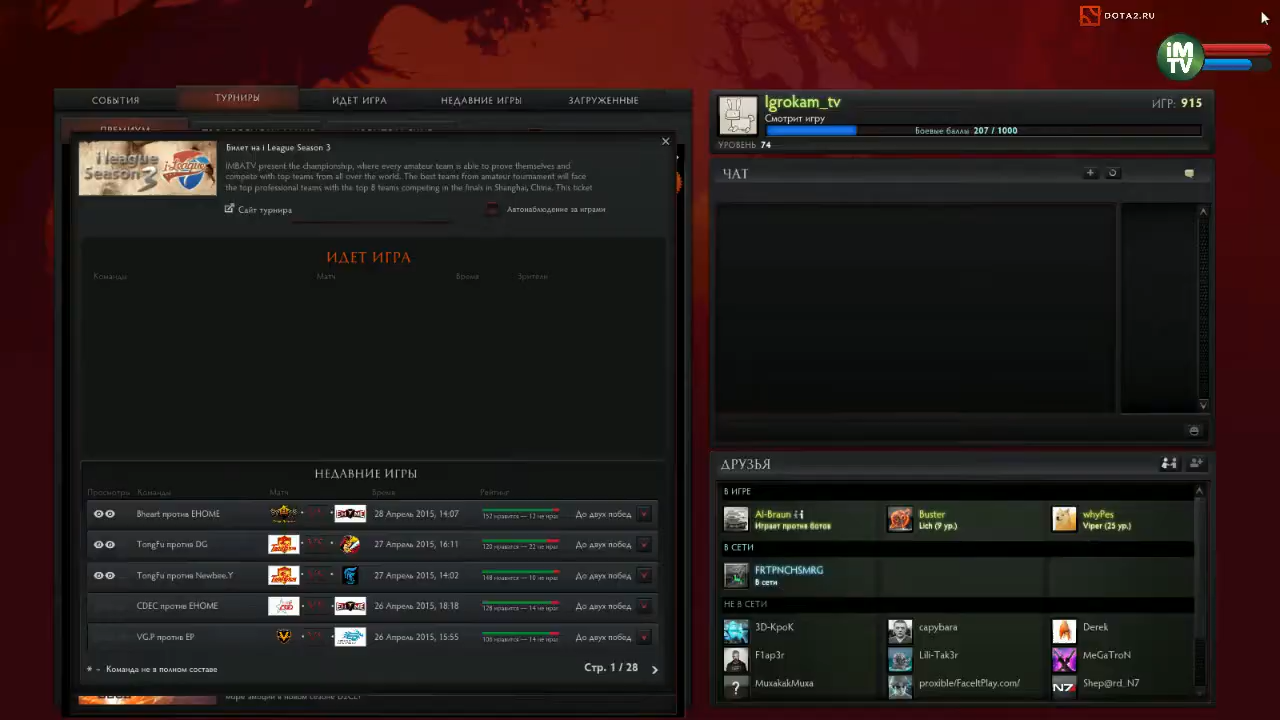 DOTA2.RU
iM
TV
СОБЫТИЯ
ТУРНИРЫ
ИДЕТ ИГРА
НЕДАВНИЕ ИГРЫ
ЗАГРУЖЕННЫЕ
ПРЕМИУМ
i League
Season 3
Билет на i League Season 3
IMBATV present the championship, where every amateur team is able to prove themselves and
compete with top teams from all over the world. The best teams from amateur tournament will face
the top professional teams with the top 8 teams competing in the finals in Shanghai, China. This ticket
Сайт турнира
Автонаблюдение за играми
ИДЕТ ИГРА
Команды Матч Время Зрители
НЕДАВНИЕ ИГРЫ
Просмотры Команды Матч Время Рейтинг
Bheart против EHOME 28 Апрель 2015, 14:07 До двух побед
TongFu против DG 27 Апрель 2015, 16:11 До двух побед
TongFu против Newbee.Y 27 Апрель 2015, 14:02 До двух побед
CDEC против EHOME 26 Апрель 2015, 18:18 До двух побед
VG.P против EP 26 Апрель 2015, 15:55 До двух побед
* - Команда не в полном составе
Стр. 1 / 28
Igrokam_tv
ИГР: 915
Смотрит игру
Боевые баллы 207 / 1000
УРОВЕНЬ 74
ЧАТ
ДРУЗЬЯ
В ИГРЕ
Al-Braun
Играет против ботов
Buster
Lich (9 ур.)
whyPes
Viper (25 ур.)
В СЕТИ
FRTPNCHSMRG
В сети
НЕ В СЕТИ
3D-KpoK capybara Derek
F1ap3r Lili-Tak3r MeGaTroN
MuxakakMuxa proxible/FaceItPlay.com/ Shep@rd_N7